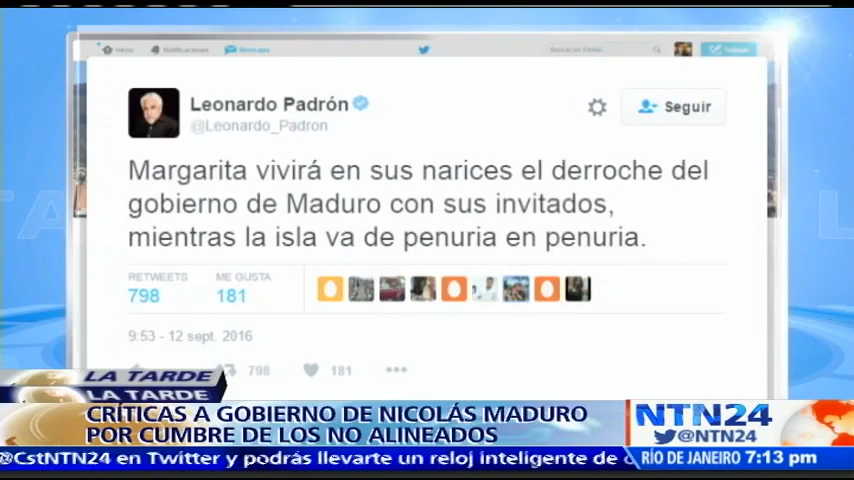 Inicio Notificaciones Mensajes
Leonardo Padrón
@Leonardo_Padron
Seguir
Margarita vivirá en sus narices el derroche del
gobierno de Maduro con sus invitados,
mientras la isla va de penuria en penuria.
RETWEETS ME GUSTA
798 181
9:53 - 12 sept. 2016
798 181
LA TARDE
LA TARDE
CRÍTICAS A GOBIERNO DE NICOLÁS MADURO
POR CUMBRE DE LOS NO ALINEADOS
NTN24
@NTN24
@CstNTN24 en Twitter y podrás llevarte un reloj inteligente de
RÍO DE JANEIRO 7:13 pm